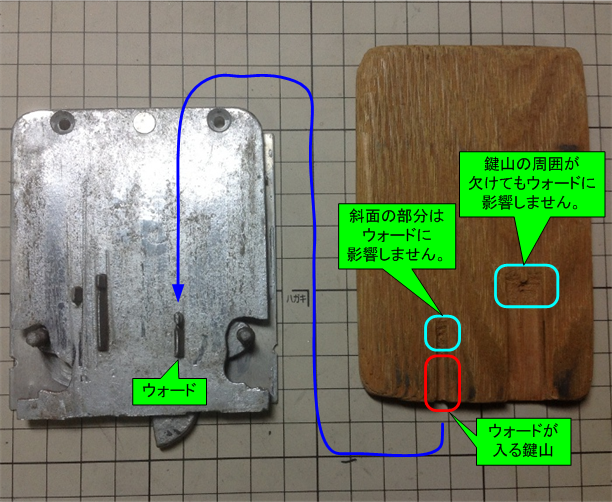 鍵山の周囲が
欠けてもウォードに
影響しません。
斜面の部分は
ウォードに
影響しません。
ハガキ
ウォード
ウォードが
入る鍵山